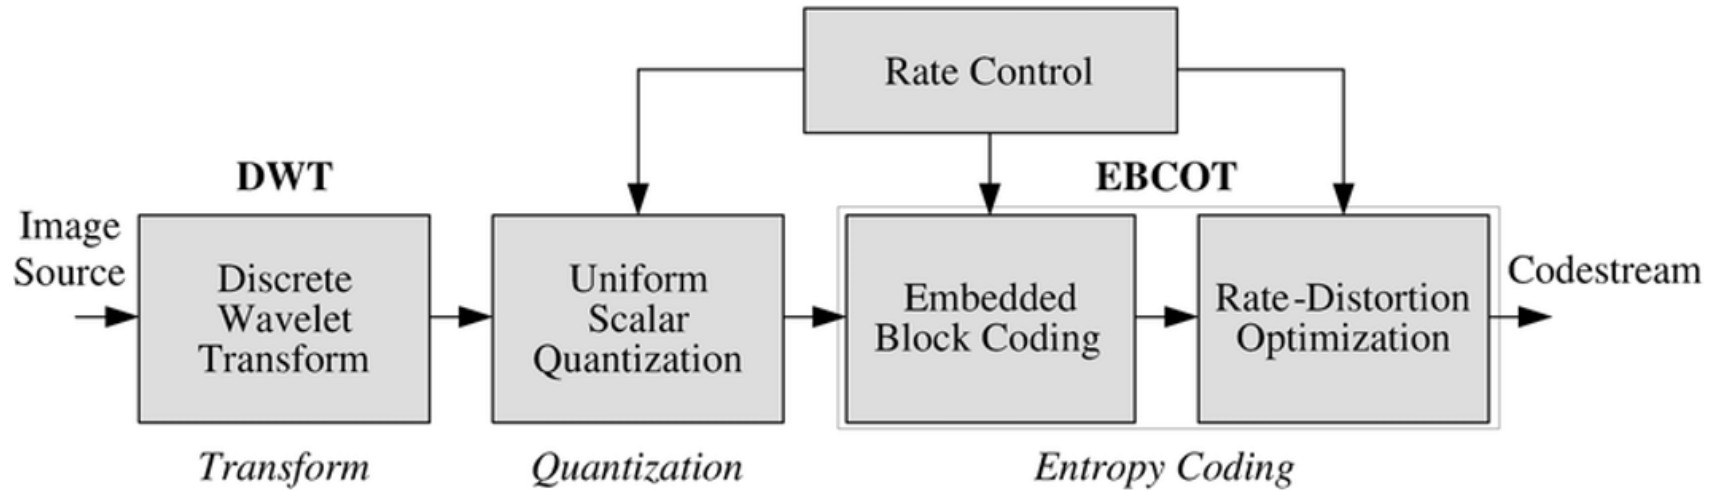 Rate Control
DWT
EBCOT
Image
Source
Discrete
Wavelet
Transform
Uniform
Scalar
Quantization
Embedded
Block Coding
Rate-Distortion
Optimization
Codestream
Transform
Quantization
Entropy Coding